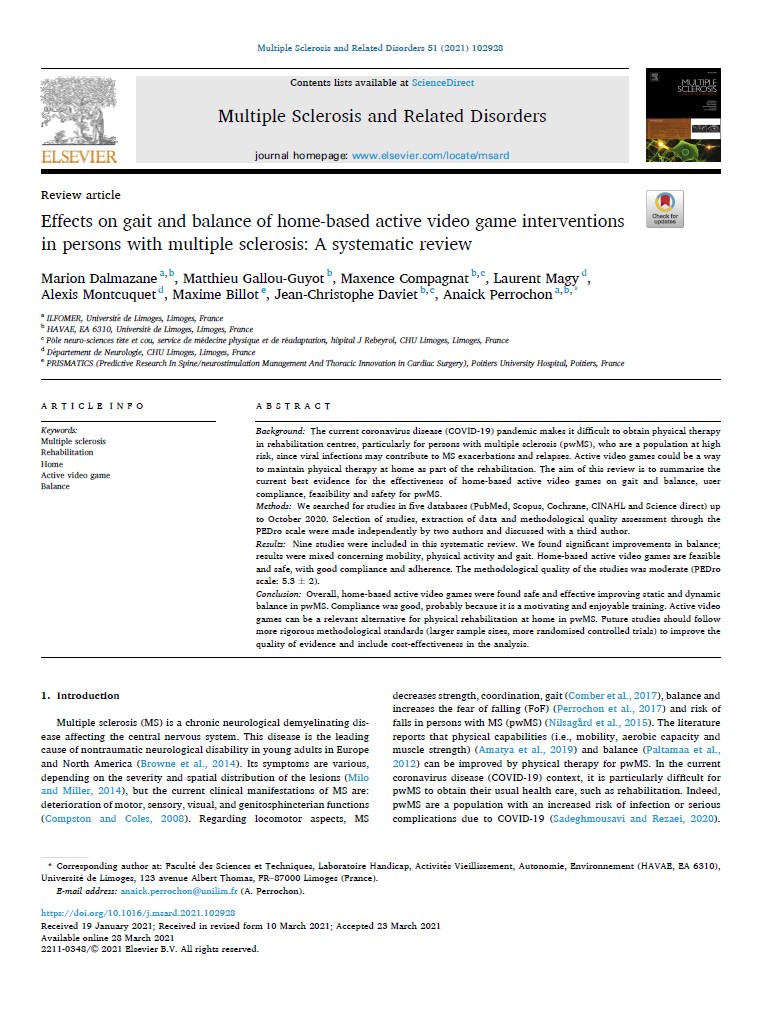 Multiple Sclerosis and Related Disorders 51 (2021) 102928
Contents lists available at ScienceDirect
Multiple Sclerosis and Related Disorders
journal homepage: www.elsevier.com/locate/msard
ELSEVIER
MULTIPLE
SCLEROSIS
Check for
updates
Review article
Effects on gait and balance of home-based active video game interventions
in persons with multiple sclerosis: A systematic review
Marion Dalmazane a,b, Matthieu Gallou-Guyot b, Maxence Compagnat b,c, Laurent Magy d,
Alexis Montcuquet d, Maxime Billot e, Jean-Christophe Daviet b,c, Anaick Perrochon a,b,*
a ILFOMER, Université de Limoges, Limoges, France
b HAVAE, EA 6310, Université de Limoges, Limoges, France
c Pôle neuro-sciences tête et cou, service de médecine physique et de réadaptation, hôpital J Rebeyrol, CHU Limoges, Limoges, France
d Département de Neurologie, CHU Limoges, Limoges, France
e PRISMATICS (Predictive Research In Spine/neurostimulation Management And Thoracic Innovation in Cardiac Surgery), Poitiers University Hospital, Poitiers, France
ARTICLE INFO
Keywords:
Multiple sclerosis
Rehabilitation
Home
Active video game
Balance
ABSTRACT
Background: The current coronavirus disease (COVID-19) pandemic makes it difficult to obtain physical therapy
in rehabilitation centres, particularly for persons with multiple sclerosis (pwMS), who are a population at high
risk, since viral infections may contribute to MS exacerbations and relapses. Active video games could be a way
to maintain physical therapy at home as part of the rehabilitation. The aim of this review is to summarise the
current best evidence for the effectiveness of home-based active video games on gait and balance, user
compliance, feasibility and safety for pwMS.
Methods: We searched for studies in five databases (PubMed, Scopus, Cochrane, CINAHL and Science direct) up
to October 2020. Selection of studies, extraction of data and methodological quality assessment through the
PEDro scale were made independently by two authors and discussed with a third author.
Results: Nine studies were included in this systematic review. We found significant improvements in balance;
results were mixed concerning mobility, physical activity and gait. Home-based active video games are feasible
and safe, with good compliance and adherence. The methodological quality of the studies was moderate (PEDro
scale: 5.3 ± 2).
Conclusion: Overall, home-based active video games were found safe and effective improving static and dynamic
balance in pwMS. Compliance was good, probably because it is a motivating and enjoyable training. Active video
games can be a relevant alternative for physical rehabilitation at home in pwMS. Future studies should follow
more rigorous methodological standards (larger sample sizes, more randomised controlled trials) to improve the
quality of evidence and include cost-effectiveness in the analysis.
1. Introduction
Multiple sclerosis (MS) is a chronic neurological demyelinating dis-
ease affecting the central nervous system. This disease is the leading
cause of nontraumatic neurological disability in young adults in Europe
and North America (Browne et al., 2014). Its symptoms are various,
depending on the severity and spatial distribution of the lesions (Milo
and Miller, 2014), but the current clinical manifestations of MS are:
deterioration of motor, sensory, visual, and genitosphincterian functions
(Compston and Coles, 2008). Regarding locomotor aspects, MS
decreases strength, coordination, gait (Comber et al., 2017), balance and
increases the fear of falling (FoF) (Perrochon et al., 2017) and risk of
falls in persons with MS (pwMS) (Nilsagård et al., 2015). The literature
reports that physical capabilities (i.e., mobility, aerobic capacity and
muscle strength) (Amatya et al., 2019) and balance (Paltamaa et al.,
2012) can be improved by physical therapy for pwMS. In the current
coronavirus disease (COVID-19) context, it is particularly difficult for
pwMS to obtain their usual health care, such as rehabilitation. Indeed,
pwMS are a population with an increased risk of infection or serious
complications due to COVID-19 (Sadeghmousavi and Rezaei, 2020).
* Corresponding author at: Faculté des Sciences et Techniques, Laboratoire Handicap, Activités Vieillissement, Autonomie, Environnement (HAVAE, EA 6310),
Université de Limoges, 123 avenue Albert Thomas, FR–87000 Limoges (France).
E-mail address: anaick.perrochon@unilim.fr (A. Perrochon).
https://doi.org/10.1016/j.msard.2021.102928
Received 19 January 2021; Received in revised form 10 March 2021; Accepted 23 March 2021
Available online 28 March 2021
2211-0348/© 2021 Elsevier B.V. All rights reserved.